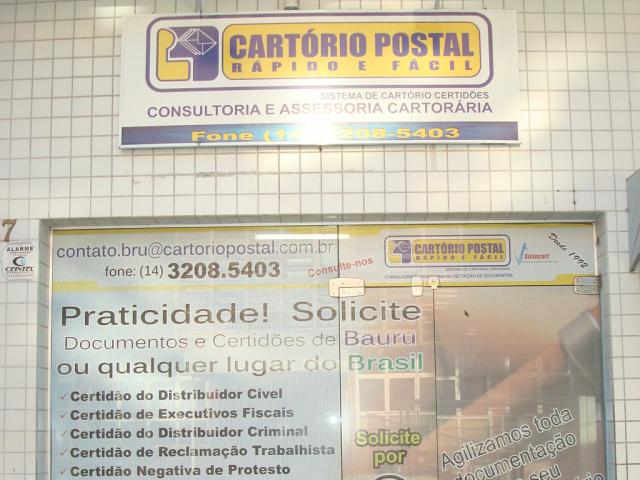 CARTÓRIO POSTAL
RÁPIDO E FÁCIL
SISTEMA DE CARTÓRIO CERTIDÕES
CONSULTORIA E ASSESSORIA CARTORÁRIA
Fone (14) 3208-5403
7
ALARME
CENTEL
contato.bru@cartoriopostal.com.br
fone: (14) 3208.5403
Consulte-nos
CARTÓRIO POSTAL
RÁPIDO E FÁCIL
SISTEMA DE CARTÓRIO CERTIDÕES
CONSULTORIA E ASSESSORIA NA OBTENÇÃO DE DOCUMENTOS
Sistecart
Desde 1992
Praticidade! Solicite
Documentos e Certidões de Bauru
ou qualquer lugar do Brasil
✓ Certidão do Distribuidor Cível
✓ Certidão de Executivos Fiscais
✓ Certidão do Distribuidor Criminal
✓ Certidão de Reclamação Trabalhista
✓ Certidão Negativa de Protesto
Solicite
por
Agilizamos toda
documentação
seu